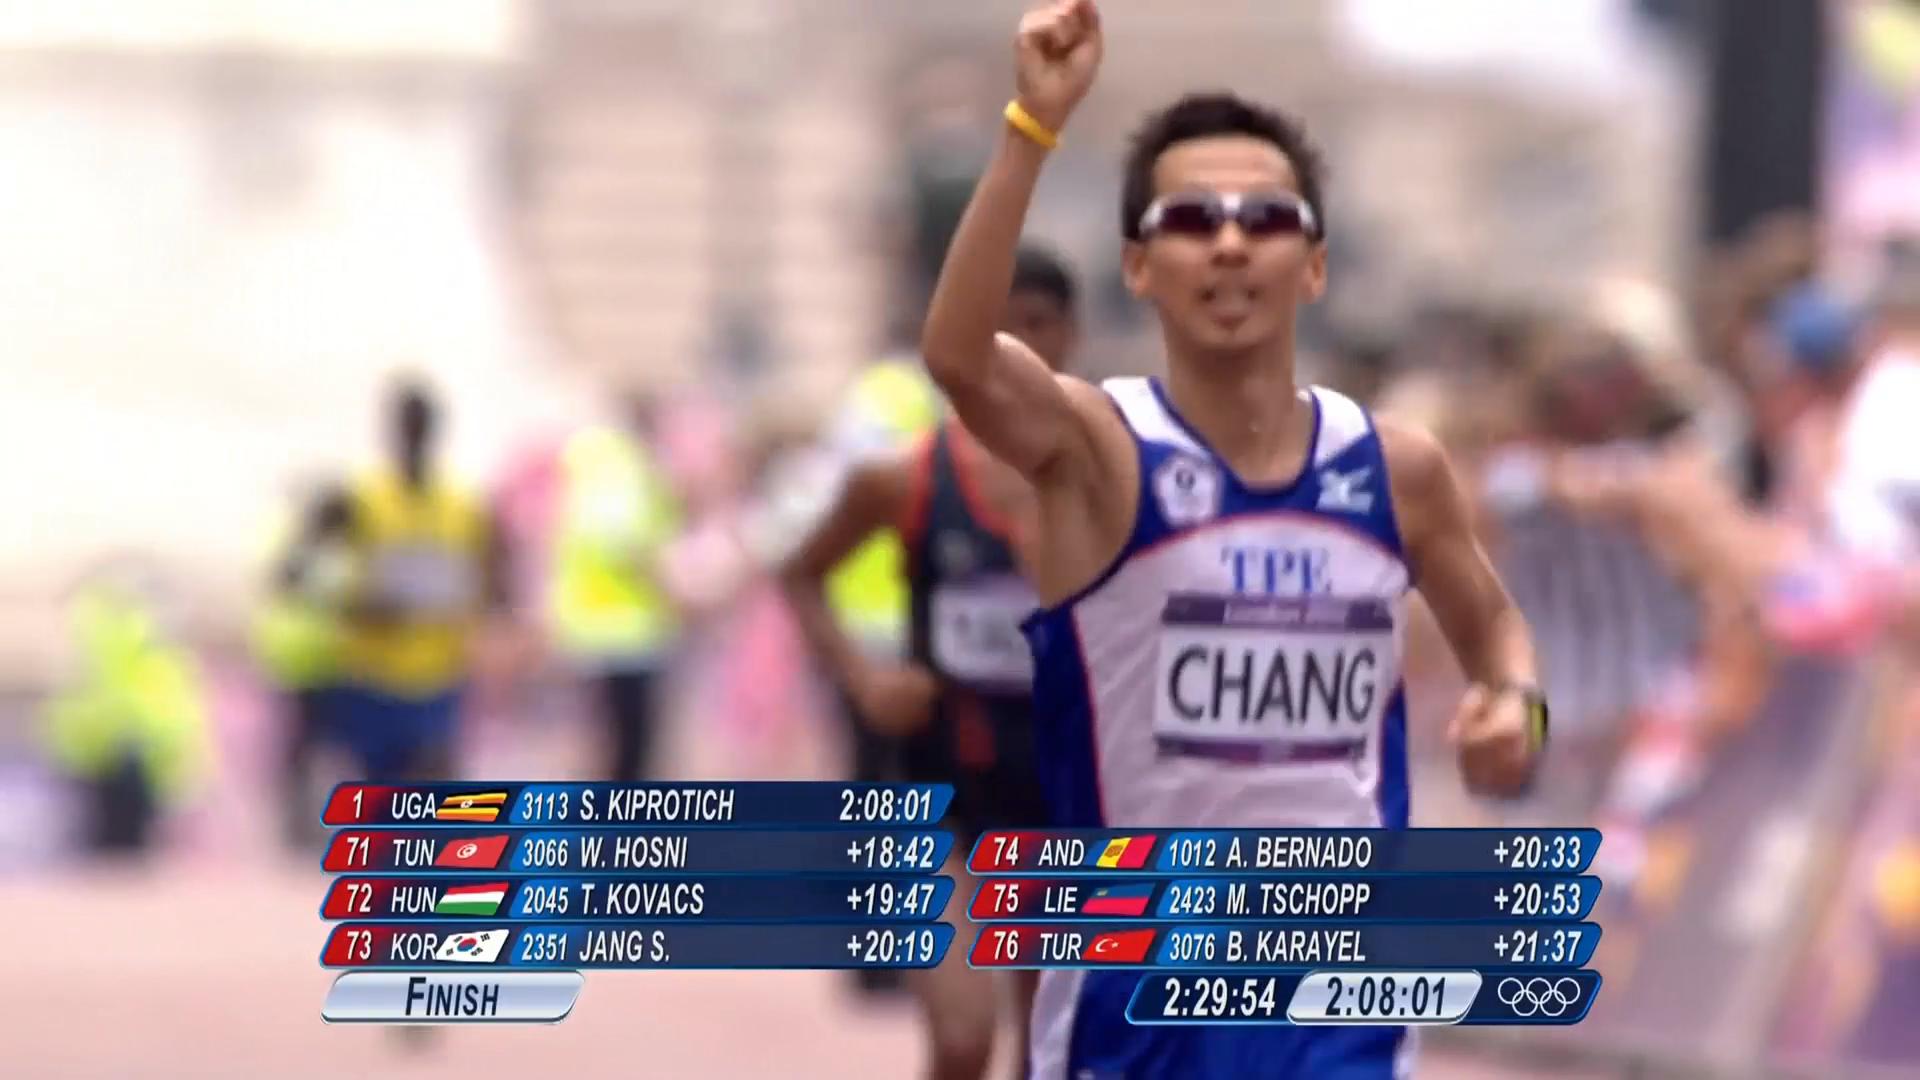 TPE
London 2012
CHANG
1 UGA 3113 S. KIPROTICH 2:08:01
71 TUN 3066 W. HOSNI +18:42
72 HUN 2045 T. KOVACS +19:47
73 KOR 2351 JANG S. +20:19
74 AND 1012 A. BERNADO +20:33
75 LIE 2423 M. TSCHOPP +20:53
76 TUR 3076 B. KARAYEL +21:37
FINISH
2:29:54 2:08:01